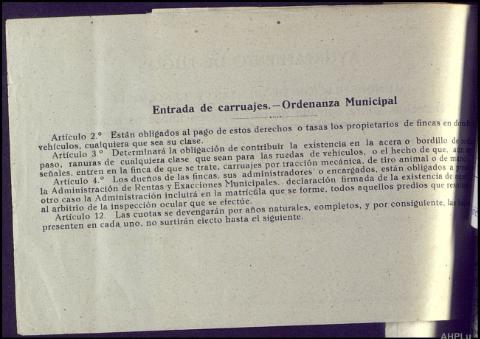 Entrada de carruajes.—Ordenanza Municipal
Artículo 2.º Están obligados al pago de estos derechos o tasas los propietarios de fincas en
vehículos, cualquiera que sea su clase.
Artículo 3.º Determinará la obligación de contribuir la existencia en la acera o bordillo de
paso, ranuras de cualquiera clase que sean para las ruedas de vehículos, o el hecho de que,
señales, entren en la finca de que se trate, carruajes por tracción mecánica, de tiro animal o de
Artículo 4.º Los dueños de las fincas, sus administradores o encargados, están obligados a
la Administración de Rentas y Exacciones Municipales, declaración firmada de la existencia de
otro caso la Administración incluirá en la matrícula que se forme, todos aquellos predios que
al arbitrio de la inspección ocular que se efectúe.
Artículo 12. Las cuotas se devengarán por años naturales, completos, y por consiguiente, las
presenten en cada uno, no surtirán efecto hasta el siguiente.
AHPLu